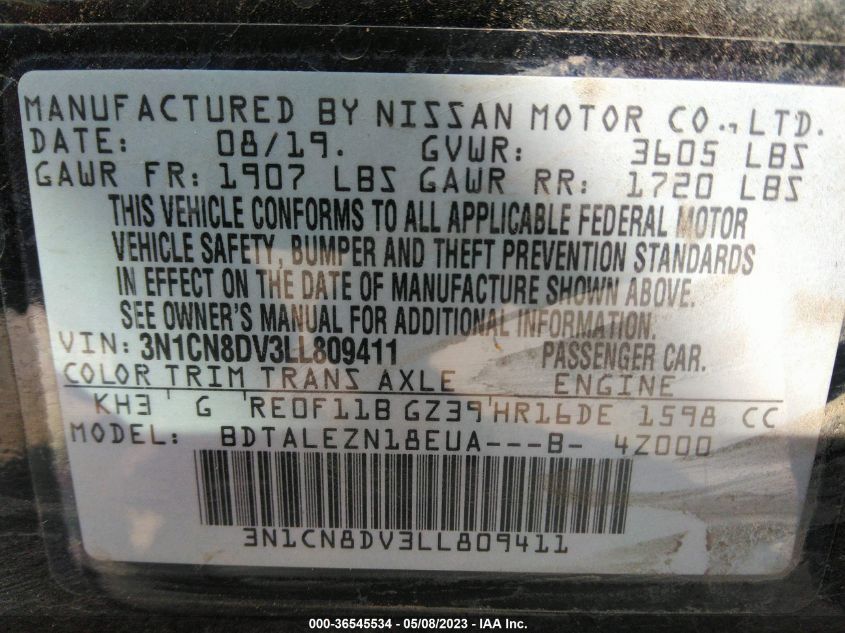 MANUFACTURED BY NISSAN MOTOR CO., LTD.
DATE: 08/19. GVWR: 3605 LBS
GAWR FR: 1907 LBS GAWR RR: 1720 LBS
THIS VEHICLE CONFORMS TO ALL APPLICABLE FEDERAL MOTOR
VEHICLE SAFETY, BUMPER AND THEFT PREVENTION STANDARDS
IN EFFECT ON THE DATE OF MANUFACTURE SHOWN ABOVE.
SEE OWNER'S MANUAL FOR ADDITIONAL INFORMATION.
VIN: 3N1CN8DV3LL809411 PASSENGER CAR.
COLOR TRIM TRANS AXLE ENGINE
KH3 ' G ' RE0F11B GZ39 ' HR16DE 1598 CC
MODEL: BDTALEZN18EUA---B- 4Z000
3N1CN8DV3LL809411
000-36545534 - 05/08/2023 - IAA Inc.